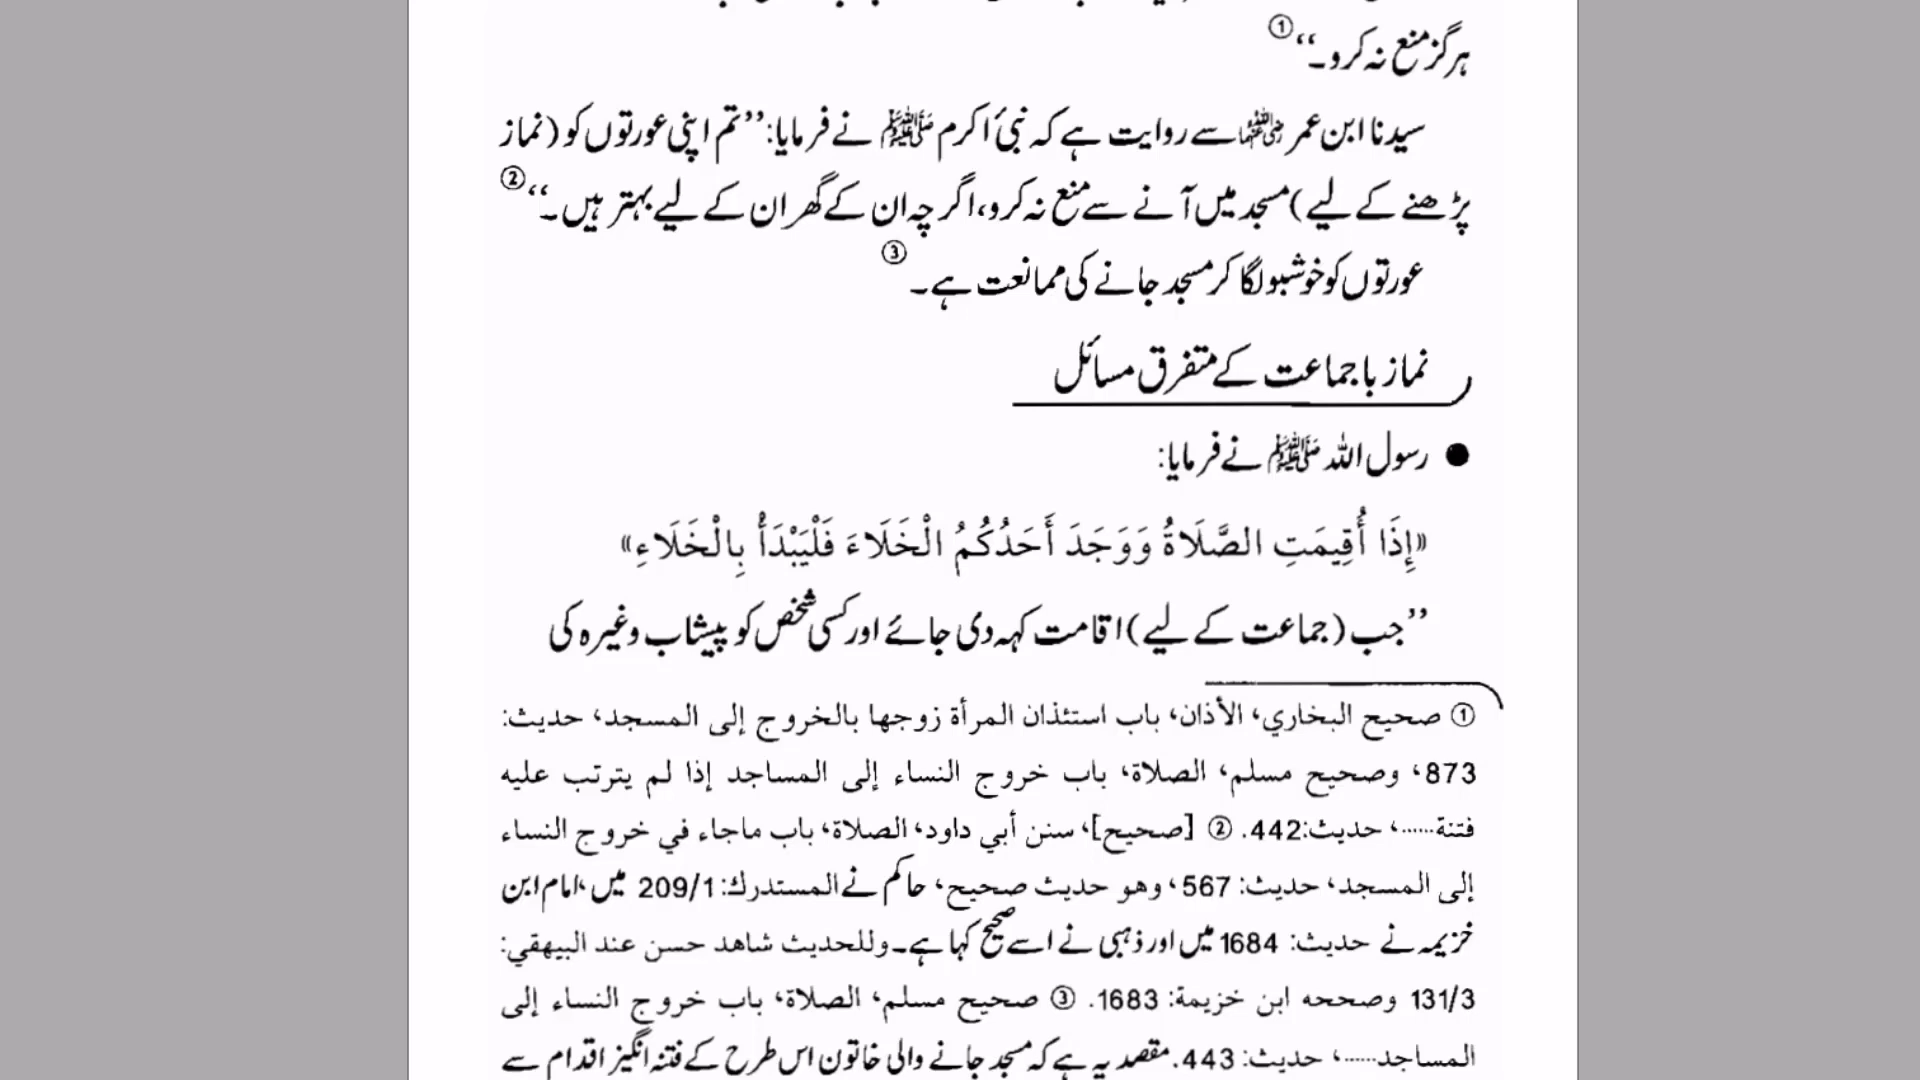 ہرگز منع نہ کرو۔‘‘①
سیدنا ابن عمر رضی اللہ عنہما سے روایت ہے کہ نبیٔ اکرم ﷺ نے فرمایا: ’’تم اپنی عورتوں کو (نماز
پڑھنے کے لیے) مسجد میں آنے سے منع نہ کرو، اگرچہ ان کے گھر ان کے لیے بہتر ہیں۔‘‘②
عورتوں کو خوشبو لگا کر مسجد جانے کی ممانعت ہے۔③
نماز باجماعت کے متفرق مسائل
● رسول اللہ ﷺ نے فرمایا:
«إِذَا أُقِيمَتِ الصَّلَاةُ وَوَجَدَ أَحَدُكُمُ الْخَلَاءَ فَلْيَبْدَأْ بِالْخَلَاءِ»
’’جب (جماعت کے لیے) اقامت کہہ دی جائے اور کسی شخص کو پیشاب وغیرہ کی
① صحيح البخاري، الأذان، باب استئذان المرأة زوجها بالخروج إلى المسجد، حديث:
873، وصحيح مسلم، الصلاة، باب خروج النساء إلى المساجد إذا لم يترتب عليه
فتنة......، حديث:442. ② [صحيح]، سنن أبي داود، الصلاة، باب ماجاء في خروج النساء
إلى المسجد، حديث: 567، وهو حديث صحيح، حاکم نے المستدرك: 209/1 میں، امام ابن
خزیمہ نے حديث: 1684 میں اور ذہبی نے اسے صحیح کہا ہے۔ وللحديث شاهد حسن عند البيهقي:
131/3 وصححه ابن خزيمة: 1683. ③ صحيح مسلم، الصلاة، باب خروج النساء إلى
المساجد......، حديث: 443. مقصد یہ ہے کہ مسجد جانے والی خاتون اس طرح کے فتنہ انگیز اقدام سے